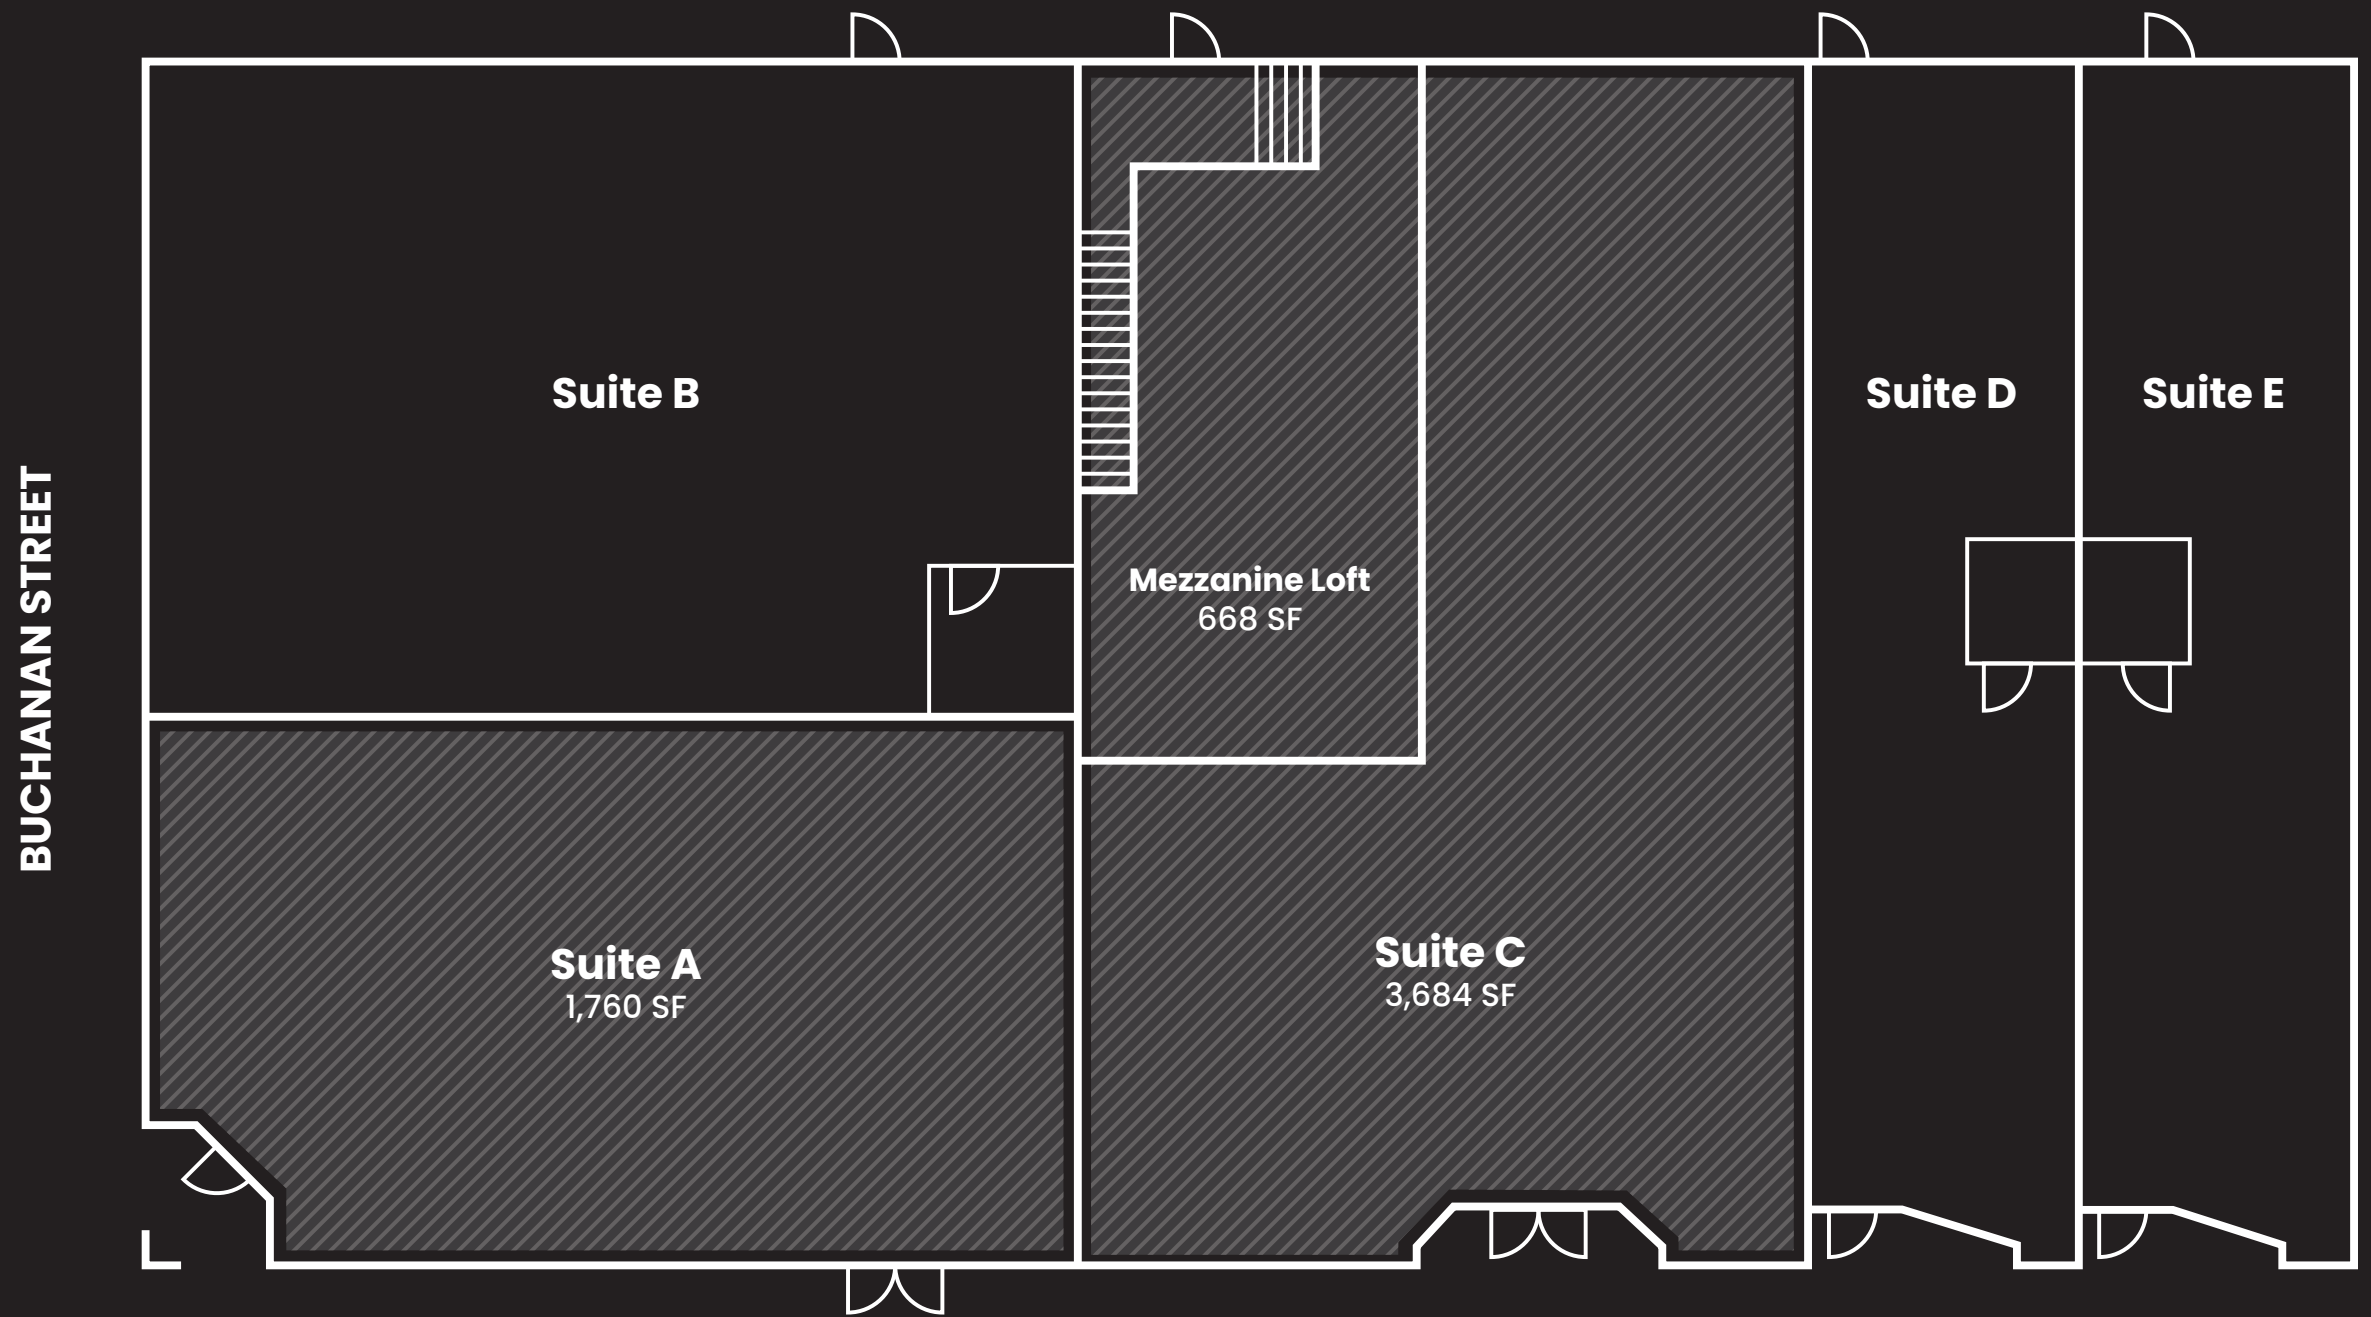 BUCHANAN STREET
Suite B
Suite A
1,760 SF
Mezzanine Loft
668 SF
Suite C
3,684 SF
Suite D
Suite E